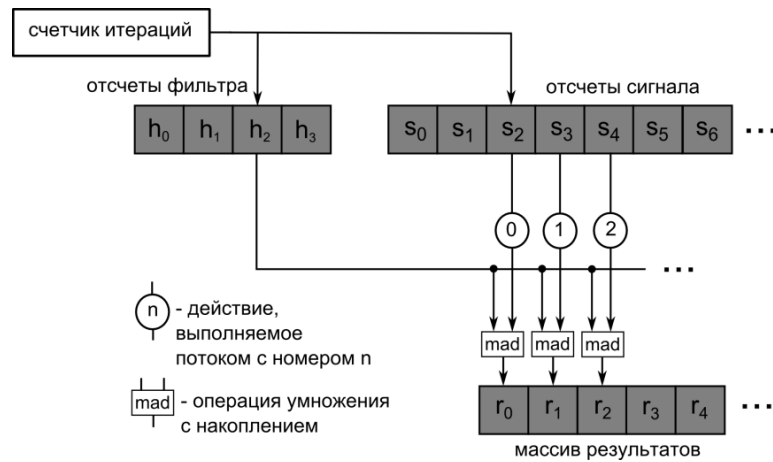 счетчик итераций
отсчеты фильтра
отсчеты сигнала
h0 h1 h2 h3
s0 s1 s2 s3 s4 s5 s6 ...
0 1 2
...
n - действие,
выполняемое
потоком с номером n
mad mad mad
mad - операция умножения
с накоплением
r0 r1 r2 r3 r4 ...
массив результатов